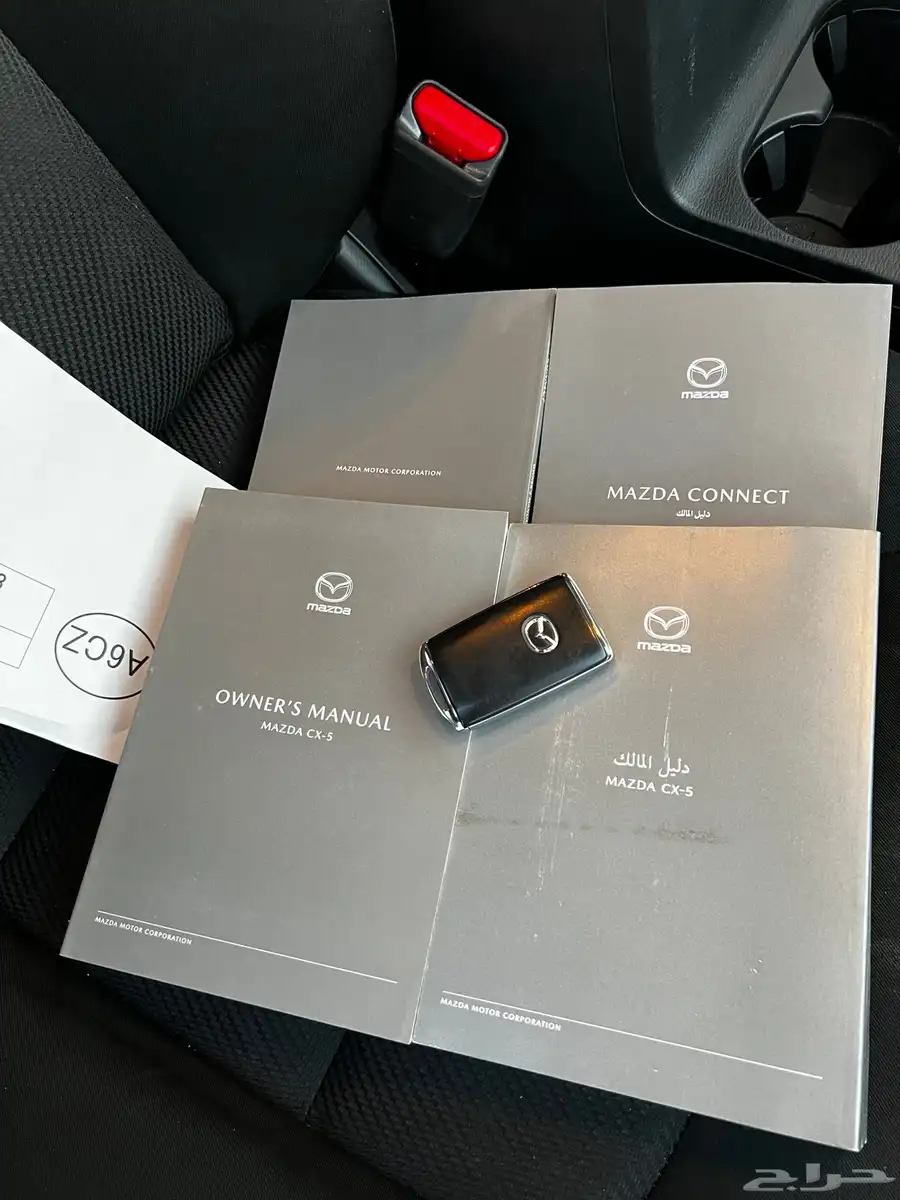 MAZDA MOTOR CORPORATION
mazda
MAZDA CONNECT
دليل المالك
mazda
OWNER'S MANUAL
MAZDA CX-5
MAZDA MOTOR CORPORATION
mazda
دليل المالك
MAZDA CX-5
MAZDA MOTOR CORPORATION
A6CZ
حراج